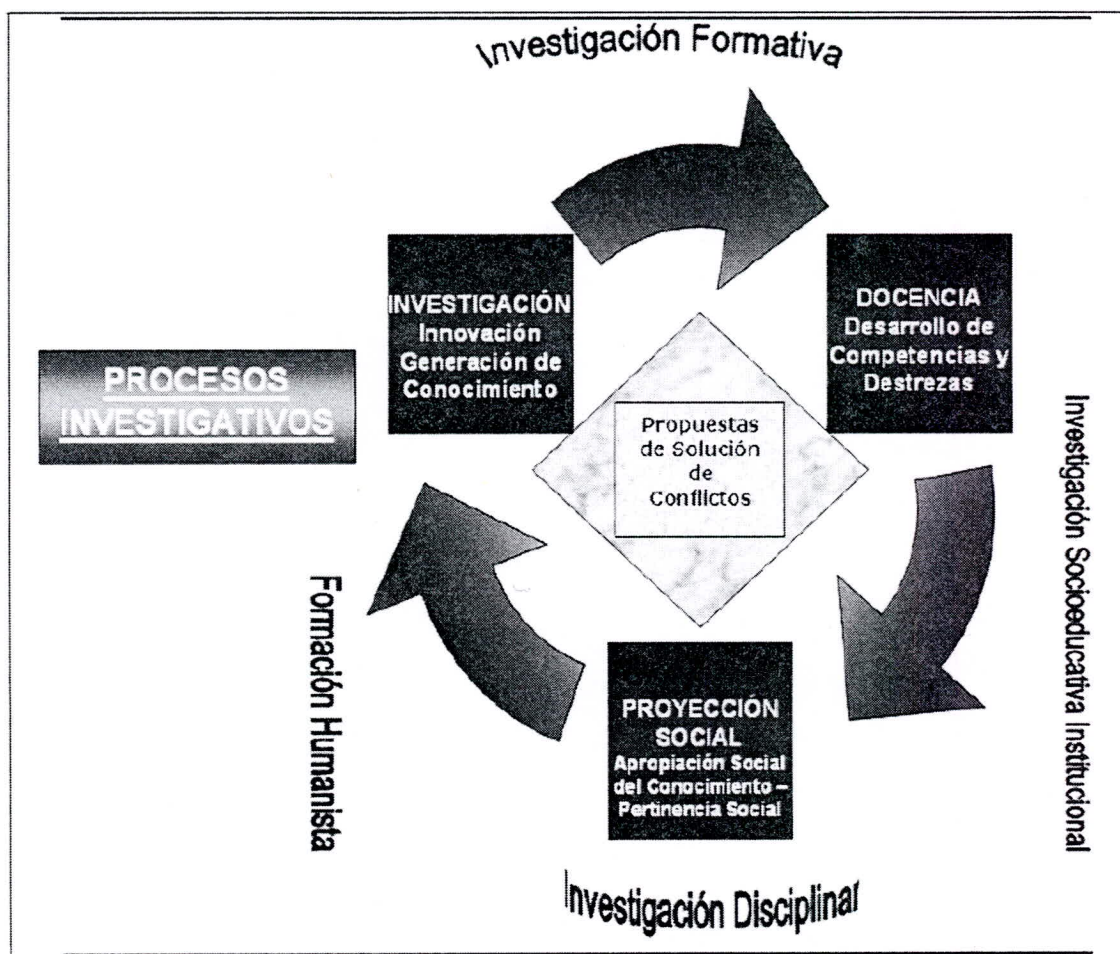 Investigación Formativa
INVESTIGACIÓN
Innovación
Generación de
Conocimiento
DOCENCIA
Desarrollo de
Competencias y
Destrezas
PROCESOS
INVESTIGATIVOS
Propuestas
de Solución
de
Conflictos
Investigación Socioeducativa Institucional
Formación Humanista
PROYECCIÓN
SOCIAL
Apropiación Social
del Conocimiento –
Pertinencia Social
Investigación Disciplinar